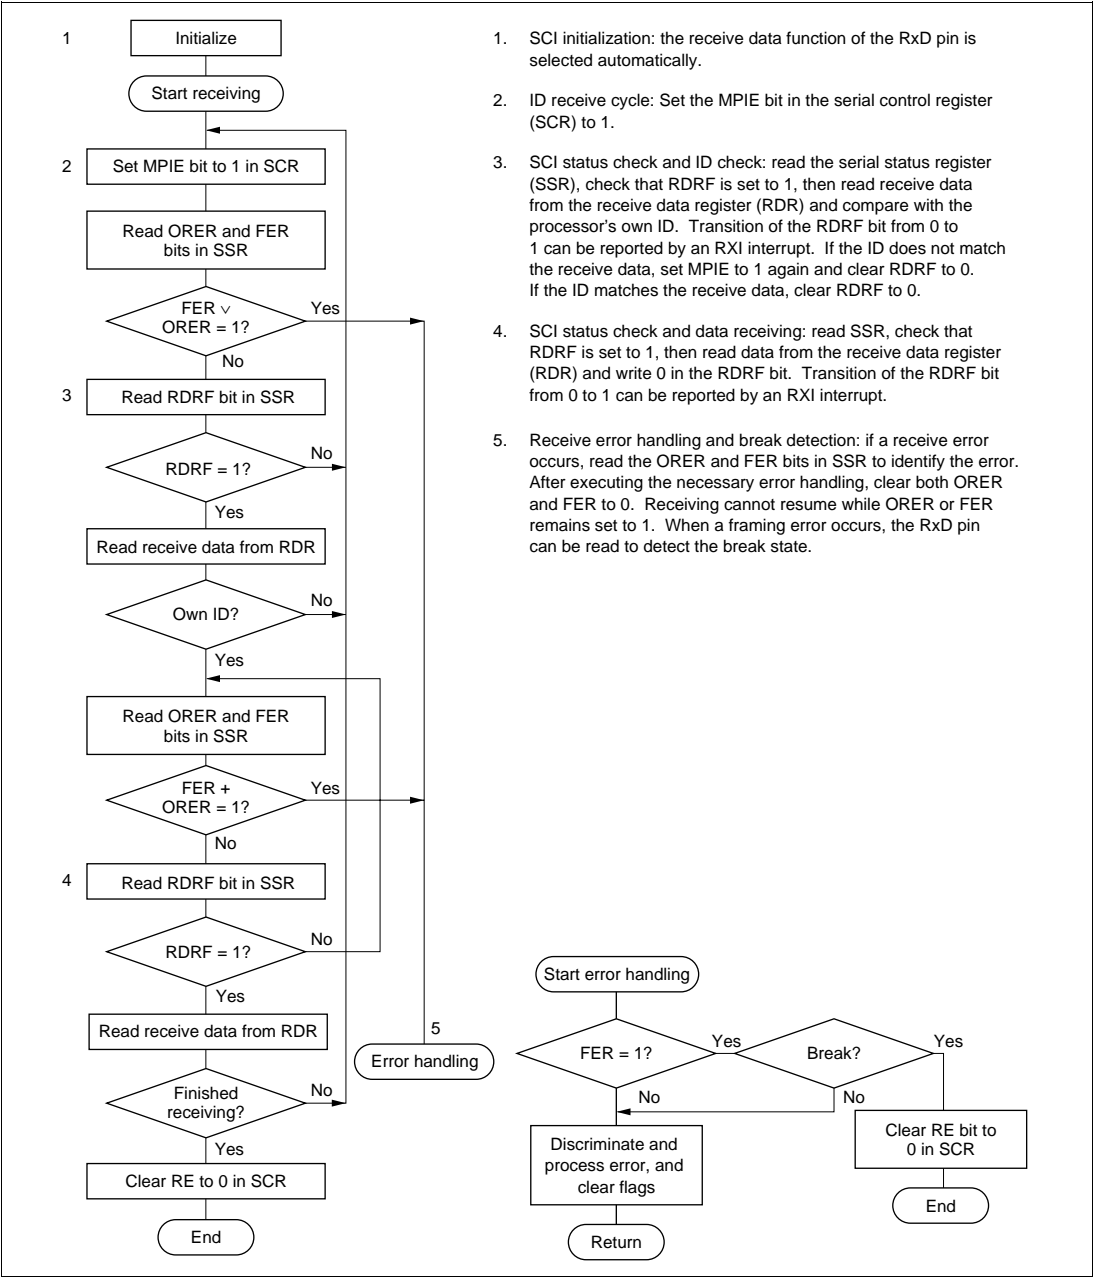 1
Initialize
Start receiving
2
Set MPIE bit to 1 in SCR
Read ORER and FER
bits in SSR
FER ∨
ORER = 1?
Yes
No
3
Read RDRF bit in SSR
RDRF = 1?
No
Yes
Read receive data from RDR
Own ID?
No
Yes
Read ORER and FER
bits in SSR
FER +
ORER = 1?
Yes
No
4
Read RDRF bit in SSR
RDRF = 1?
No
Yes
Read receive data from RDR
5
Error handling
Finished
receiving?
No
Yes
Clear RE to 0 in SCR
End
1. SCI initialization: the receive data function of the RxD pin is
selected automatically.
2. ID receive cycle: Set the MPIE bit in the serial control register
(SCR) to 1.
3. SCI status check and ID check: read the serial status register
(SSR), check that RDRF is set to 1, then read receive data
from the receive data register (RDR) and compare with the
processor's own ID. Transition of the RDRF bit from 0 to
1 can be reported by an RXI interrupt. If the ID does not match
the receive data, set MPIE to 1 again and clear RDRF to 0.
If the ID matches the receive data, clear RDRF to 0.
4. SCI status check and data receiving: read SSR, check that
RDRF is set to 1, then read data from the receive data register
(RDR) and write 0 in the RDRF bit. Transition of the RDRF bit
from 0 to 1 can be reported by an RXI interrupt.
5. Receive error handling and break detection: if a receive error
occurs, read the ORER and FER bits in SSR to identify the error.
After executing the necessary error handling, clear both ORER
and FER to 0. Receiving cannot resume while ORER or FER
remains set to 1. When a framing error occurs, the RxD pin
can be read to detect the break state.
Start error handling
FER = 1?
Yes
Break?
Yes
No
No
Discriminate and
process error, and
clear flags
Return
Clear RE bit to
0 in SCR
End